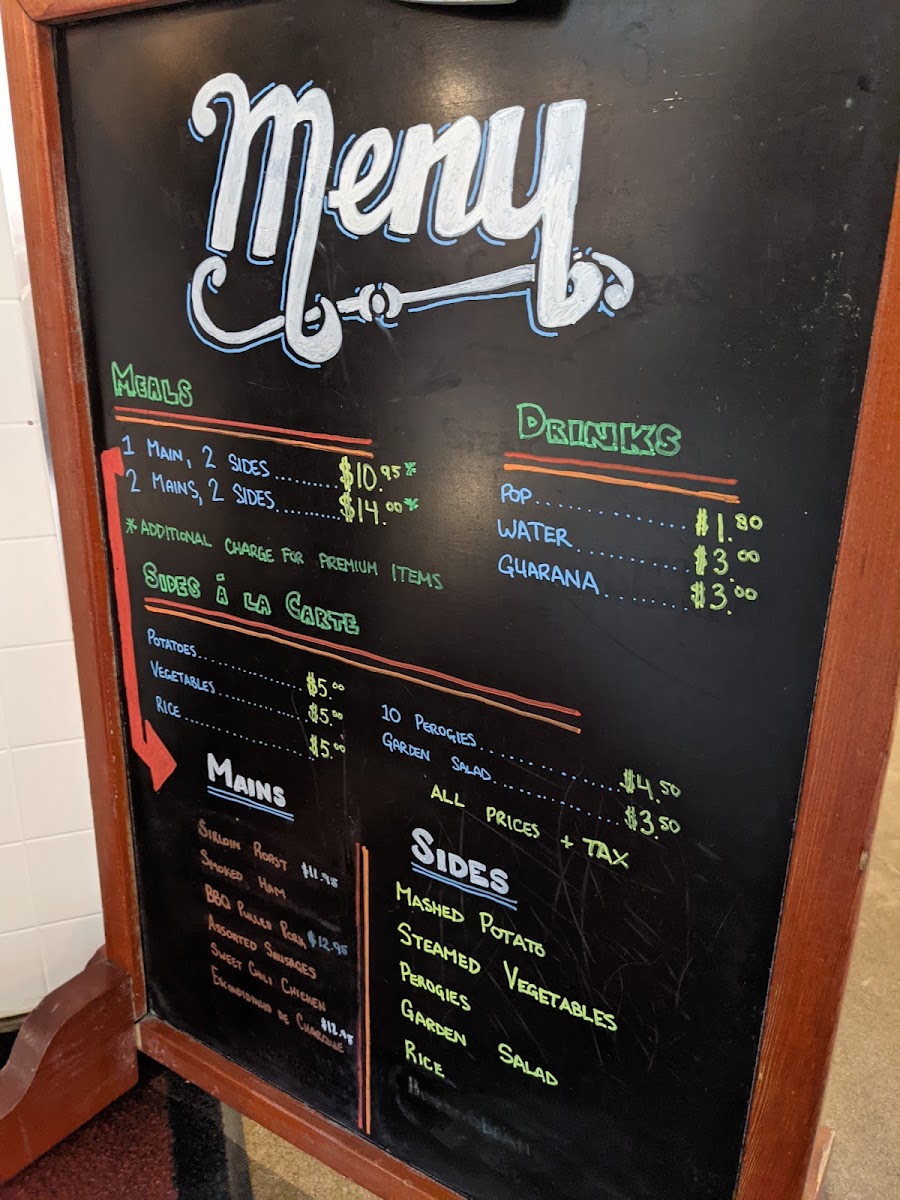 Menu
MEALS
1 MAIN, 2 SIDES.........$10.95*
2 MAINS, 2 SIDES.........$14.00*
*ADDITIONAL CHARGE FOR PREMIUM ITEMS
DRINKS
POP...............$1.80
WATER...............$3.00
GUARANA...............$3.00
SIDES Á LA CARTE
POTATOES...............$5.00
VEGETABLES...............$5.00
RICE...............$5.00
10 PEROGIES...............$4.50
GARDEN SALAD...............$3.50
ALL PRICES + TAX
MAINS
SIRLOIN ROAST $11.95
SMOKED HAM
BBQ PULLED PORK $12.95
ASSORTED SAUSAGES
SWEET CHILI CHICKEN
ESCONDIDINHO DE CHARQUE $12.95
SIDES
MASHED POTATO
STEAMED VEGETABLES
PEROGIES
GARDEN SALAD
RICE